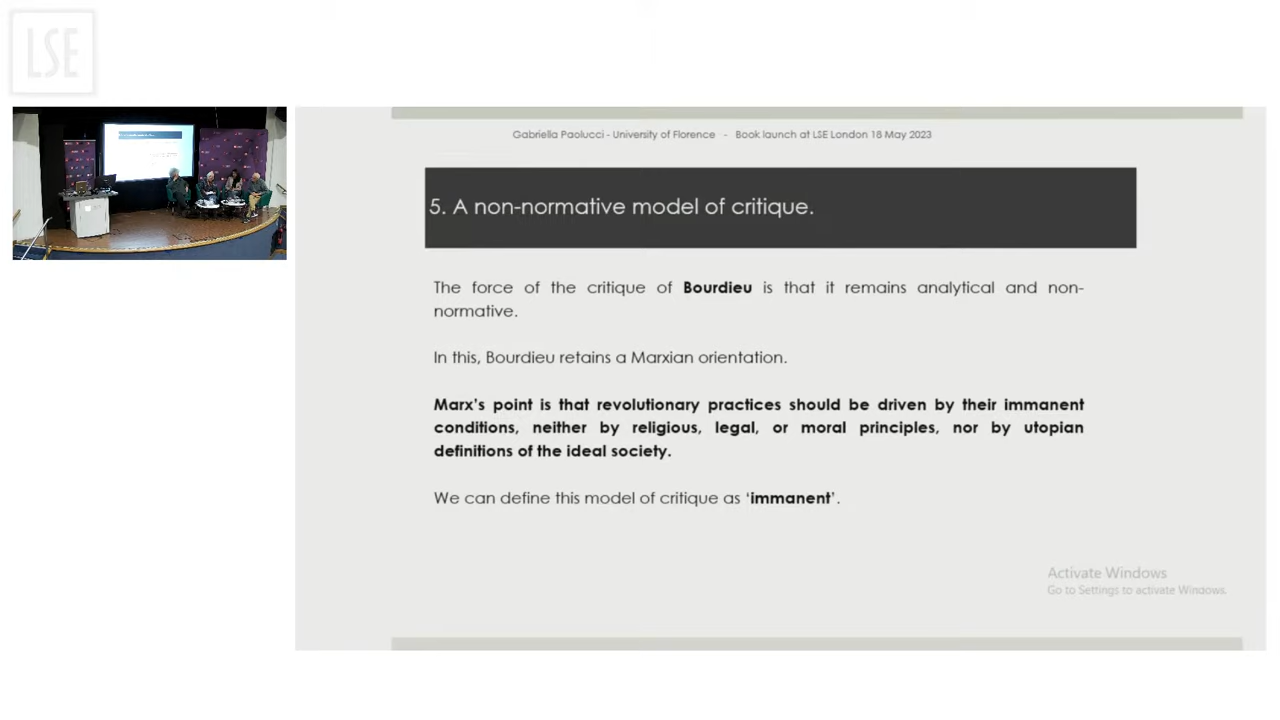 LSE
Gabriella Paolucci - University of Florence - Book launch at LSE London 18 May 2023
5. A non-normative model of critique.
The force of the critique of Bourdieu is that it remains analytical and non-
normative.
In this, Bourdieu retains a Marxian orientation.
Marx's point is that revolutionary practices should be driven by their immanent
conditions, neither by religious, legal, or moral principles, nor by utopian
definitions of the ideal society.
We can define this model of critique as ‘immanent’.
Activate Windows
Go to Settings to activate Windows.